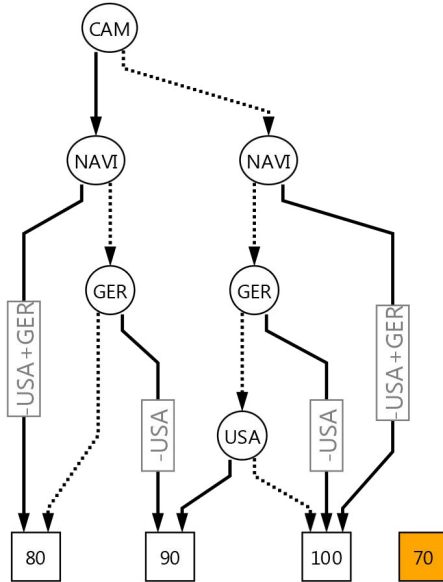 CAM
NAVI
NAVI
GER
GER
-USA+GER
-USA
USA
-USA
-USA+GER
80
90
100
70